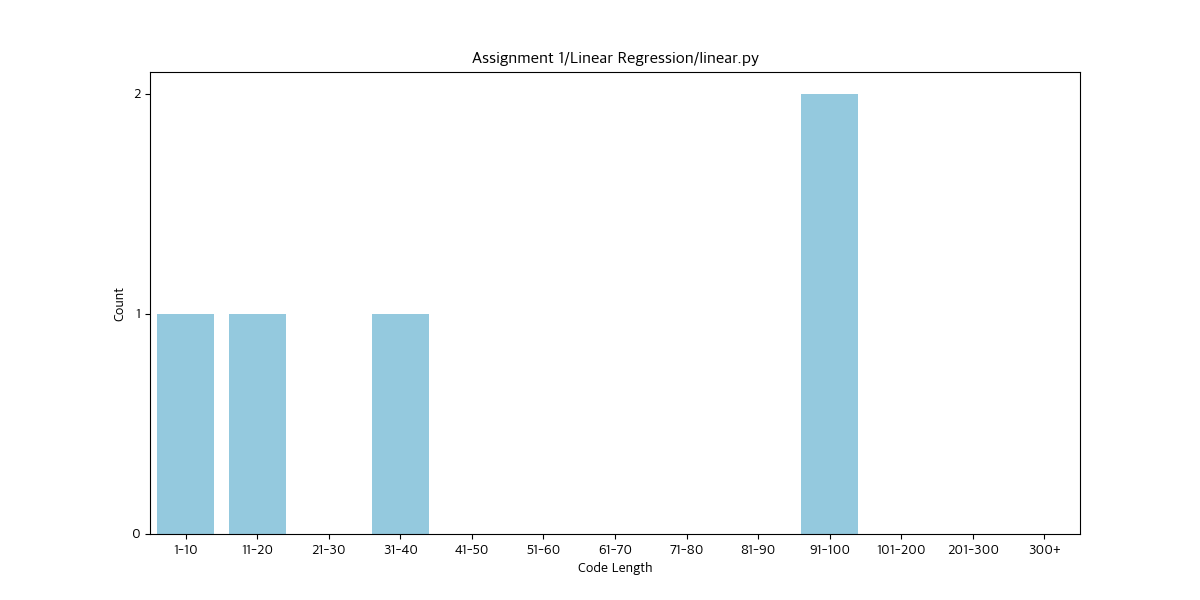 Assignment 1/Linear Regression/linear.py
2
1
0
Count
1-10 11-20 21-30 31-40 41-50 51-60 61-70 71-80 81-90 91-100 101-200 201-300 300+
Code Length